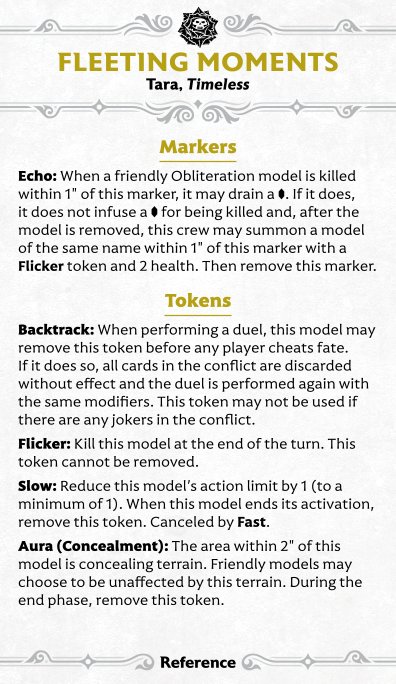 FLEETING MOMENTS
Tara, Timeless
Markers
Echo: When a friendly Obliteration model is killed
within 1" of this marker, it may drain a . If it does,
it does not infuse a for being killed and, after the
model is removed, this crew may summon a model
of the same name within 1" of this marker with a
Flicker token and 2 health. Then remove this marker.
Tokens
Backtrack: When performing a duel, this model may
remove this token before any player cheats fate.
If it does so, all cards in the conflict are discarded
without effect and the duel is performed again with
the same modifiers. This token may not be used if
there are any jokers in the conflict.
Flicker: Kill this model at the end of the turn. This
token cannot be removed.
Slow: Reduce this model's action limit by 1 (to a
minimum of 1). When this model ends its activation,
remove this token. Canceled by Fast.
Aura (Concealment): The area within 2" of this
model is concealing terrain. Friendly models may
choose to be unaffected by this terrain. During the
end phase, remove this token.
Reference